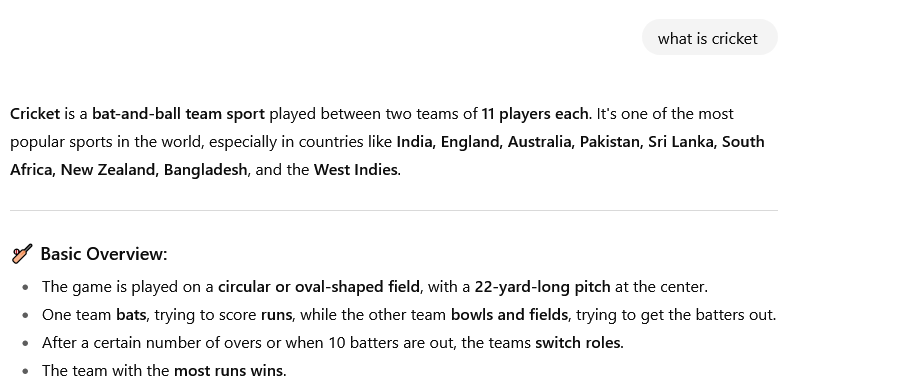 what is cricket
Cricket is a bat-and-ball team sport played between two teams of 11 players each. It's one of the most
popular sports in the world, especially in countries like India, England, Australia, Pakistan, Sri Lanka, South
Africa, New Zealand, Bangladesh, and the West Indies.
🏏 Basic Overview:
• The game is played on a circular or oval-shaped field, with a 22-yard-long pitch at the center.
• One team bats, trying to score runs, while the other team bowls and fields, trying to get the batters out.
• After a certain number of overs or when 10 batters are out, the teams switch roles.
• The team with the most runs wins.